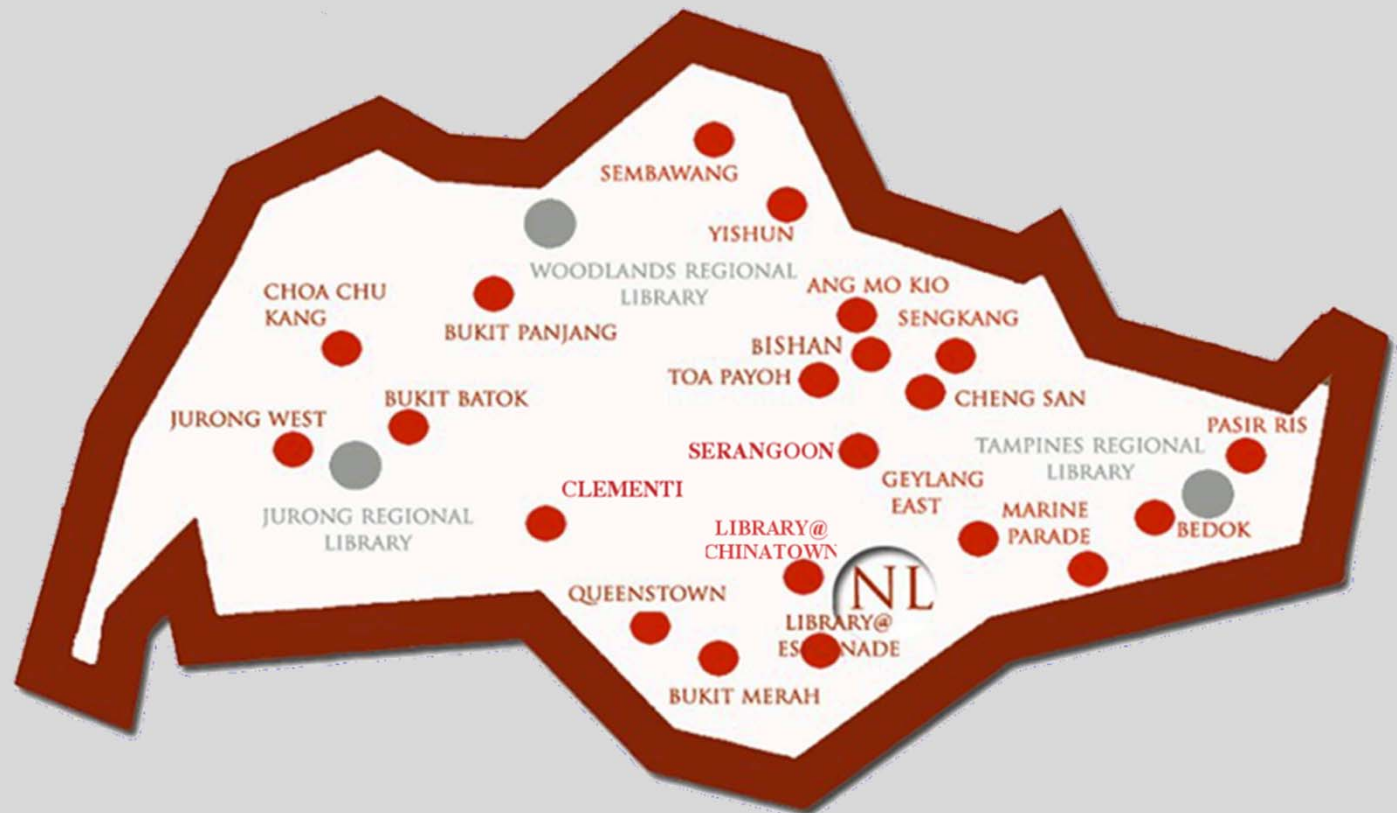 SEMBAWANG
YISHUN
WOODLANDS REGIONAL
LIBRARY
CHOA CHU
KANG
BUKIT PANJANG
ANG MO KIO
SENGKANG
BISHAN
TOA PAYOH
CHENG SAN
BUKIT BATOK
JURONG WEST
JURONG REGIONAL
LIBRARY
SERANGOON
TAMPINES REGIONAL
LIBRARY
PASIR RIS
CLEMENTI
GEYLANG
EAST
MARINE
PARADE
BEDOK
LIBRARY@
CHINATOWN
NL
QUEENSTOWN
LIBRARY@
BUKIT MERAH